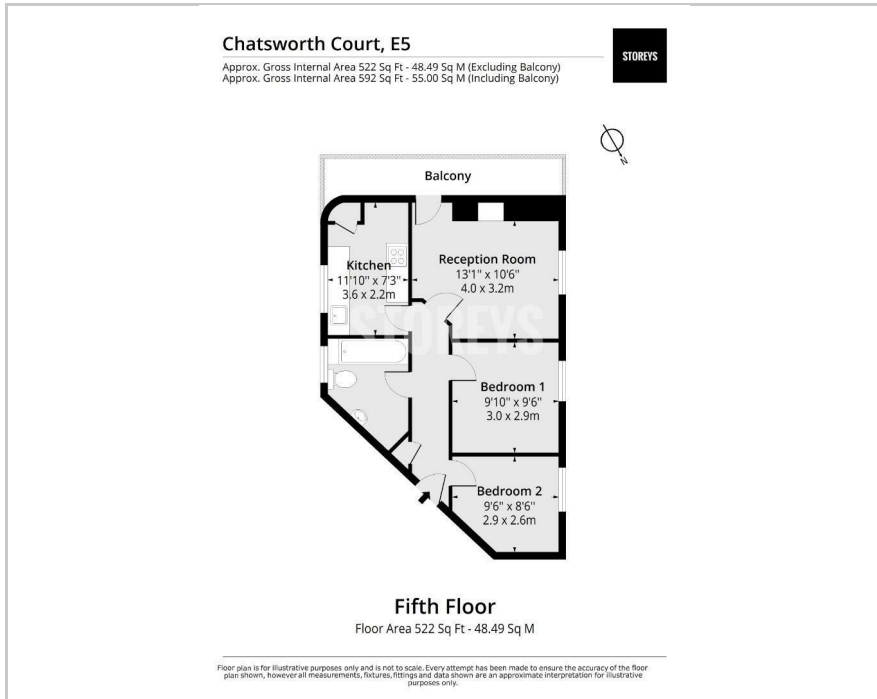 Chatsworth Court, E5
Approx. Gross Internal Area 522 Sq Ft - 48.49 Sq M (Excluding Balcony)
Approx. Gross Internal Area 592 Sq Ft - 55.00 Sq M (Including Balcony)
STOREYS
N
Balcony
Kitchen
11'10" x 7'3"
3.6 x 2.2m
Reception Room
13'1" x 10'6"
4.0 x 3.2m
STOREYS
Bedroom 1
9'10" x 9'6"
3.0 x 2.9m
Bedroom 2
9'6" x 8'6"
2.9 x 2.6m
Fifth Floor
Floor Area 522 Sq Ft - 48.49 Sq M
Floor plan is for illustrative purposes only and is not to scale. Every attempt has been made to ensure the accuracy of the floor
plan shown, however all measurements, fixtures, fittings and data shown are an approximate interpretation for illustrative
purposes only.